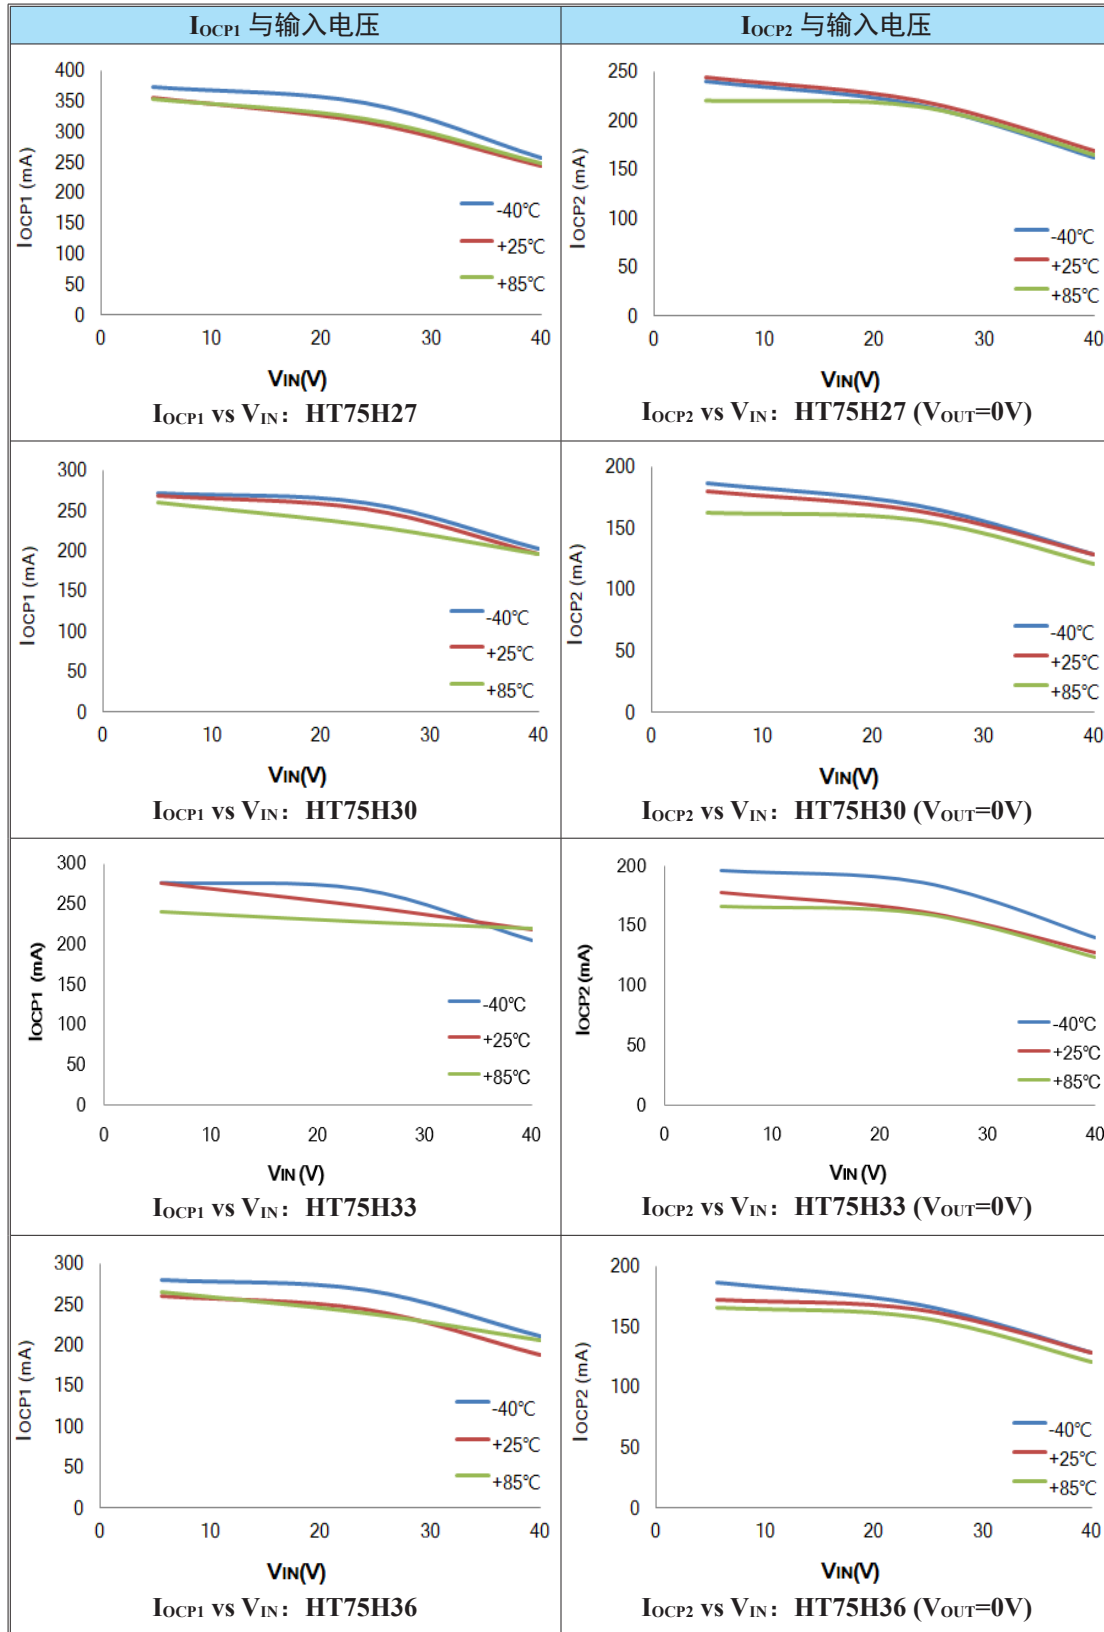 IOCP1 与输入电压
IOCP2 与输入电压
400
350
300
250
200
150
100
50
0
IOCP1 (mA)
-40℃
+25℃
+85℃
0 10 20 30 40
VIN(V)
IOCP1 vs VIN：HT75H27
250
200
150
100
50
0
IOCP2 (mA)
-40℃
+25℃
+85℃
0 10 20 30 40
VIN(V)
IOCP2 vs VIN：HT75H27 (VOUT=0V)
300
250
200
150
100
50
0
IOCP1 (mA)
-40℃
+25℃
+85℃
0 10 20 30 40
VIN(V)
IOCP1 vs VIN：HT75H30
200
150
100
50
0
IOCP2 (mA)
-40℃
+25℃
+85℃
0 10 20 30 40
VIN(V)
IOCP2 vs VIN：HT75H30 (VOUT=0V)
300
250
200
150
100
50
0
IOCP1 (mA)
-40℃
+25℃
+85℃
0 10 20 30 40
VIN (V)
IOCP1 vs VIN：HT75H33
200
150
100
50
0
IOCP2 (mA)
-40℃
+25℃
+85℃
0 10 20 30 40
VIN (V)
IOCP2 vs VIN：HT75H33 (VOUT=0V)
300
250
200
150
100
50
0
IOCP1 (mA)
-40℃
+25℃
+85℃
0 10 20 30 40
VIN(V)
IOCP1 vs VIN：HT75H36
200
150
100
50
0
IOCP2 (mA)
-40℃
+25℃
+85℃
0 10 20 30 40
VIN(V)
IOCP2 vs VIN：HT75H36 (VOUT=0V)